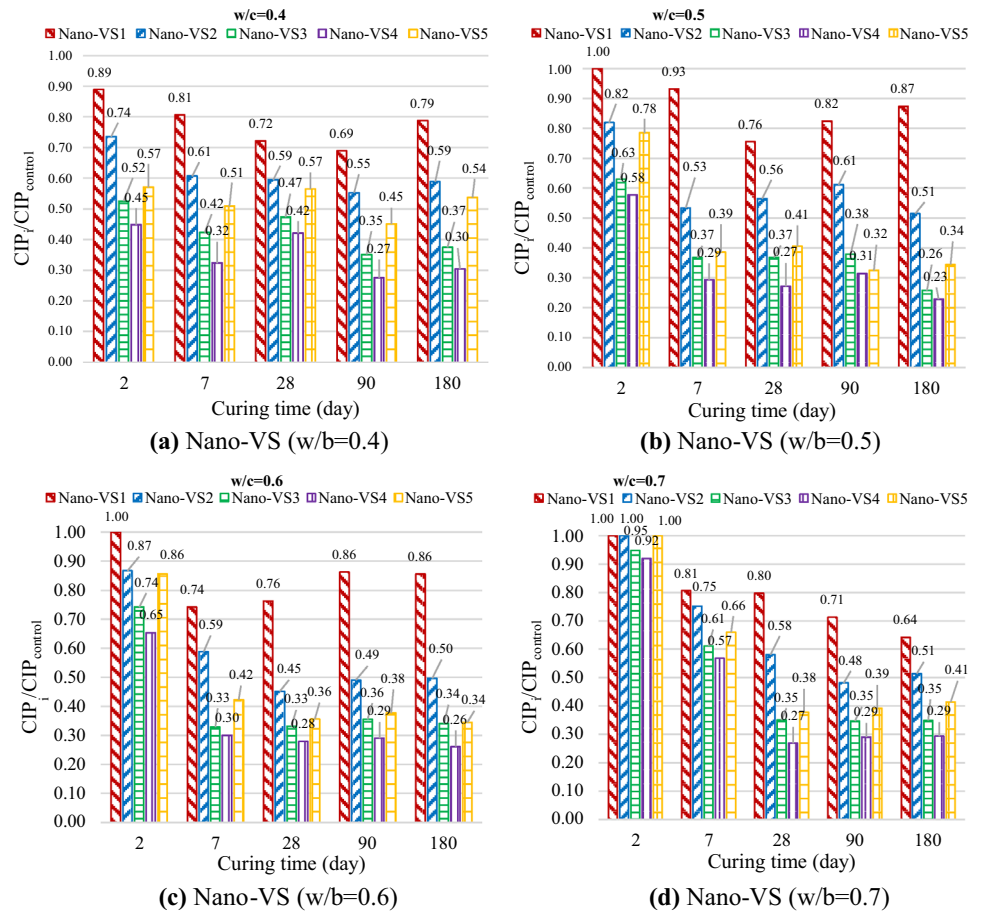 w/c=0.4
Nano-VS1 Nano-VS2 Nano-VS3 Nano-VS4 Nano-VS5
CIPi/CIPcontrol
1.00
0.90
0.80
0.70
0.60
0.50
0.40
0.30
0.20
0.10
0.00
0.89 0.74 0.52 0.45 0.57
0.81 0.61 0.42 0.32 0.51
0.72 0.59 0.47 0.42 0.57
0.69 0.55 0.35 0.27 0.45
0.79 0.59 0.37 0.30 0.54
2 7 28 90 180
Curing time (day)
(a) Nano-VS (w/b=0.4)
w/c=0.5
Nano-VS1 Nano-VS2 Nano-VS3 Nano-VS4 Nano-VS5
CIPi/CIPcontrol
1.00
0.90
0.80
0.70
0.60
0.50
0.40
0.30
0.20
0.10
0.00
1.00 0.82 0.63 0.58 0.78
0.93 0.53 0.37 0.29 0.39
0.76 0.56 0.37 0.27 0.41
0.82 0.61 0.38 0.31 0.32
0.87 0.51 0.26 0.23 0.34
2 7 28 90 180
Curing time (day)
(b) Nano-VS (w/b=0.5)
w/c=0.6
Nano-VS1 Nano-VS2 Nano-VS3 Nano-VS4 Nano-VS5
CIPi/CIPcontrol
1.00
0.90
0.80
0.70
0.60
0.50
0.40
0.30
0.20
0.10
0.00
1.00 0.87 0.74 0.65 0.86
0.74 0.59 0.33 0.30 0.42
0.76 0.45 0.33 0.28 0.36
0.86 0.49 0.36 0.29 0.38
0.86 0.50 0.34 0.26 0.34
2 7 28 90 180
Curing time (day)
(c) Nano-VS (w/b=0.6)
w/c=0.7
Nano-VS1 Nano-VS2 Nano-VS3 Nano-VS4 Nano-VS5
CIPi/CIPcontrol
1.00
0.90
0.80
0.70
0.60
0.50
0.40
0.30
0.20
0.10
0.00
1.00 1.00 0.95 0.92 1.00
0.81 0.75 0.61 0.57 0.66
0.80 0.58 0.35 0.27 0.38
0.71 0.48 0.35 0.29 0.39
0.64 0.51 0.35 0.29 0.41
2 7 28 90 180
Curing time (day)
(d) Nano-VS (w/b=0.7)